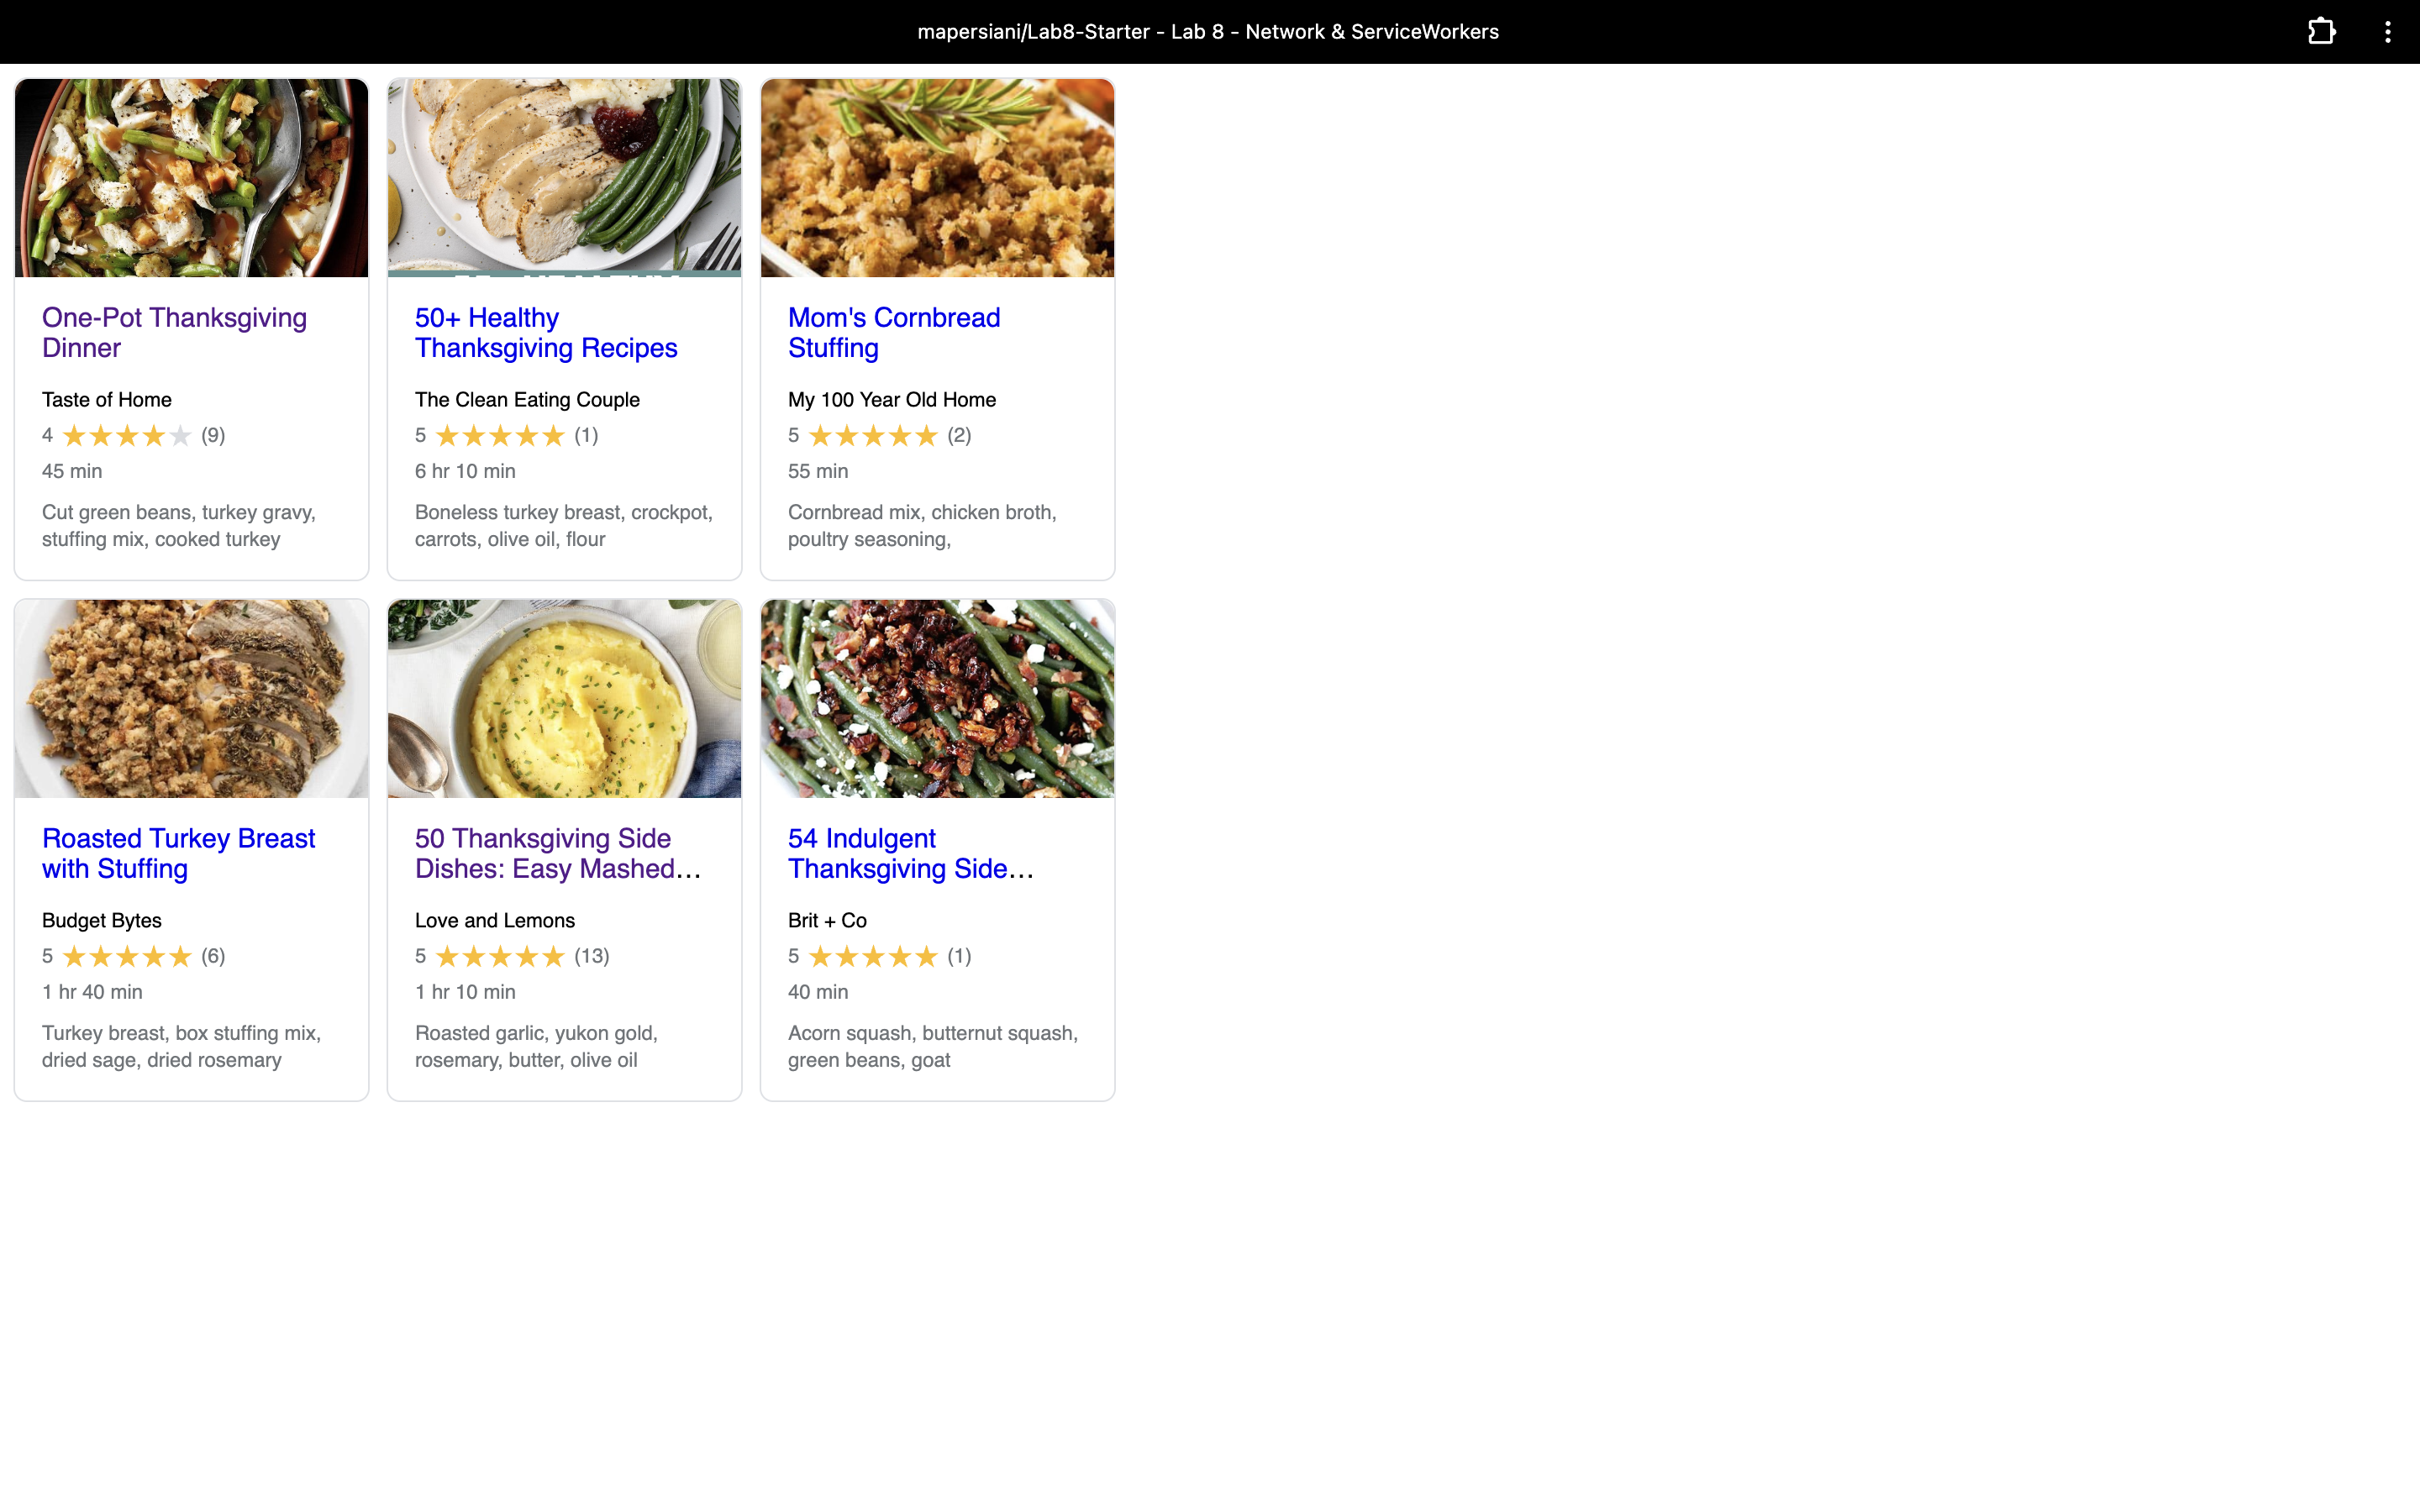 mapersiani/Lab8-Starter - Lab 8 - Network & ServiceWorkers
One-Pot Thanksgiving
Dinner
Taste of Home
4 ★★★★★ (9)
45 min
Cut green beans, turkey gravy,
stuffing mix, cooked turkey
50+ Healthy
Thanksgiving Recipes
The Clean Eating Couple
5 ★★★★★ (1)
6 hr 10 min
Boneless turkey breast, crockpot,
carrots, olive oil, flour
Mom's Cornbread
Stuffing
My 100 Year Old Home
5 ★★★★★ (2)
55 min
Cornbread mix, chicken broth,
poultry seasoning,
Roasted Turkey Breast
with Stuffing
Budget Bytes
5 ★★★★★ (6)
1 hr 40 min
Turkey breast, box stuffing mix,
dried sage, dried rosemary
50 Thanksgiving Side
Dishes: Easy Mashed…
Love and Lemons
5 ★★★★★ (13)
1 hr 10 min
Roasted garlic, yukon gold,
rosemary, butter, olive oil
54 Indulgent
Thanksgiving Side…
Brit + Co
5 ★★★★★ (1)
40 min
Acorn squash, butternut squash,
green beans, goat